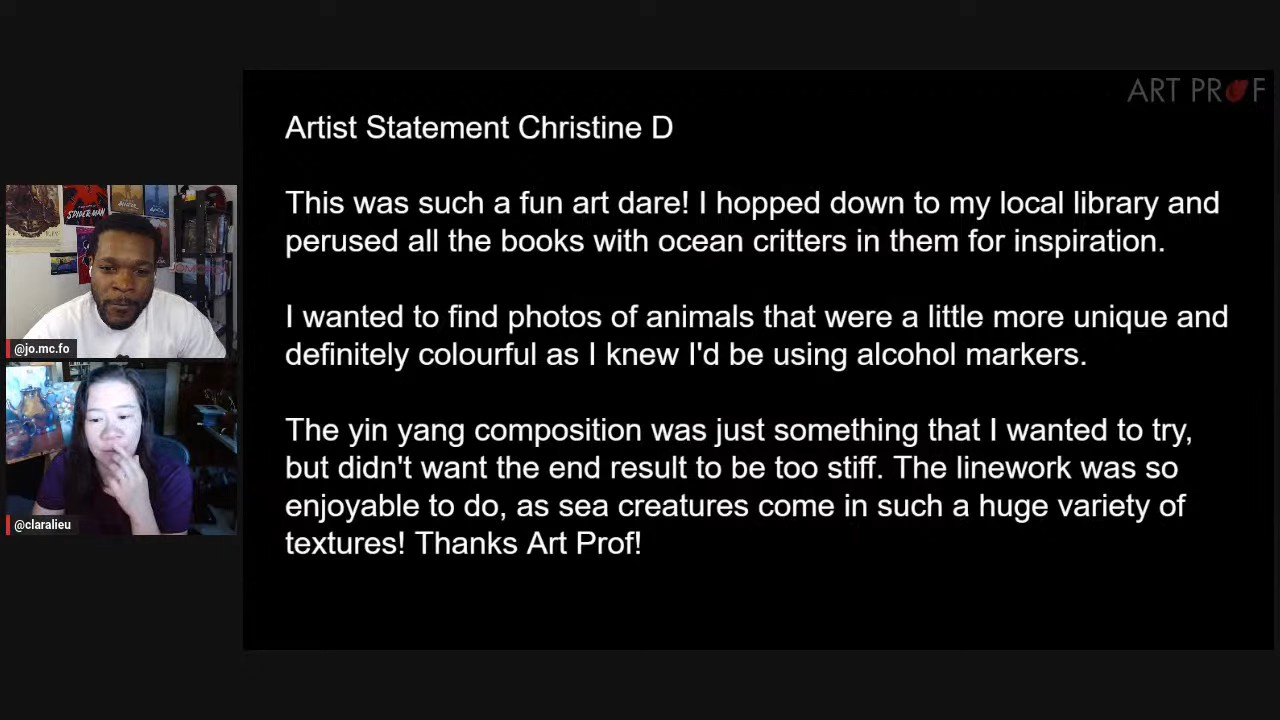 ART PROF
Artist Statement Christine D
This was such a fun art dare! I hopped down to my local library and
perused all the books with ocean critters in them for inspiration.
I wanted to find photos of animals that were a little more unique and
definitely colourful as I knew I'd be using alcohol markers.
The yin yang composition was just something that I wanted to try,
but didn't want the end result to be too stiff. The linework was so
enjoyable to do, as sea creatures come in such a huge variety of
textures! Thanks Art Prof!
SPIDER-MAN
@jo.mc.fo
@claralieu